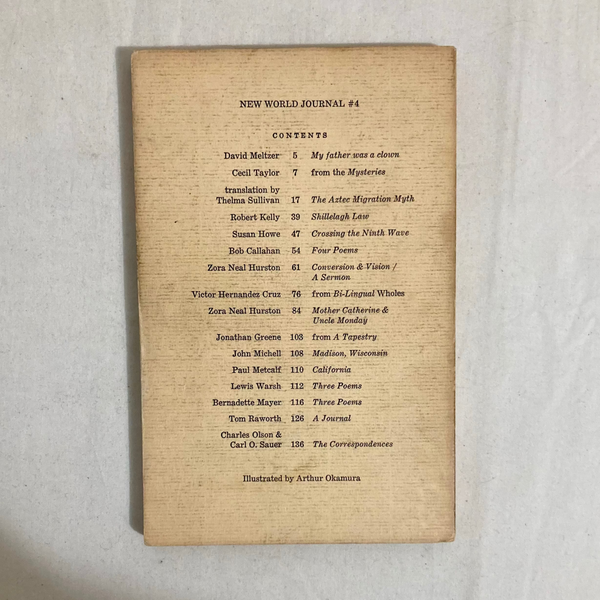 NEW WORLD JOURNAL #4
CONTENTS
David Meltzer 5 My father was a clown
Cecil Taylor 7 from the Mysteries
translation by
Thelma Sullivan 17 The Aztec Migration Myth
Robert Kelly 39 Shillelagh Law
Susan Howe 47 Crossing the Ninth Wave
Bob Callahan 54 Four Poems
Zora Neal Hurston 61 Conversion & Vision /
A Sermon
Victor Hernandez Cruz 76 from Bi-Lingual Wholes
Zora Neal Hurston 84 Mother Catherine &
Uncle Monday
Jonathan Greene 103 from A Tapestry
John Michell 108 Madison, Wisconsin
Paul Metcalf 110 California
Lewis Warsh 112 Three Poems
Bernadette Mayer 116 Three Poems
Tom Raworth 126 A Journal
Charles Olson &
Carl O. Sauer 136 The Correspondences
Illustrated by Arthur Okamura